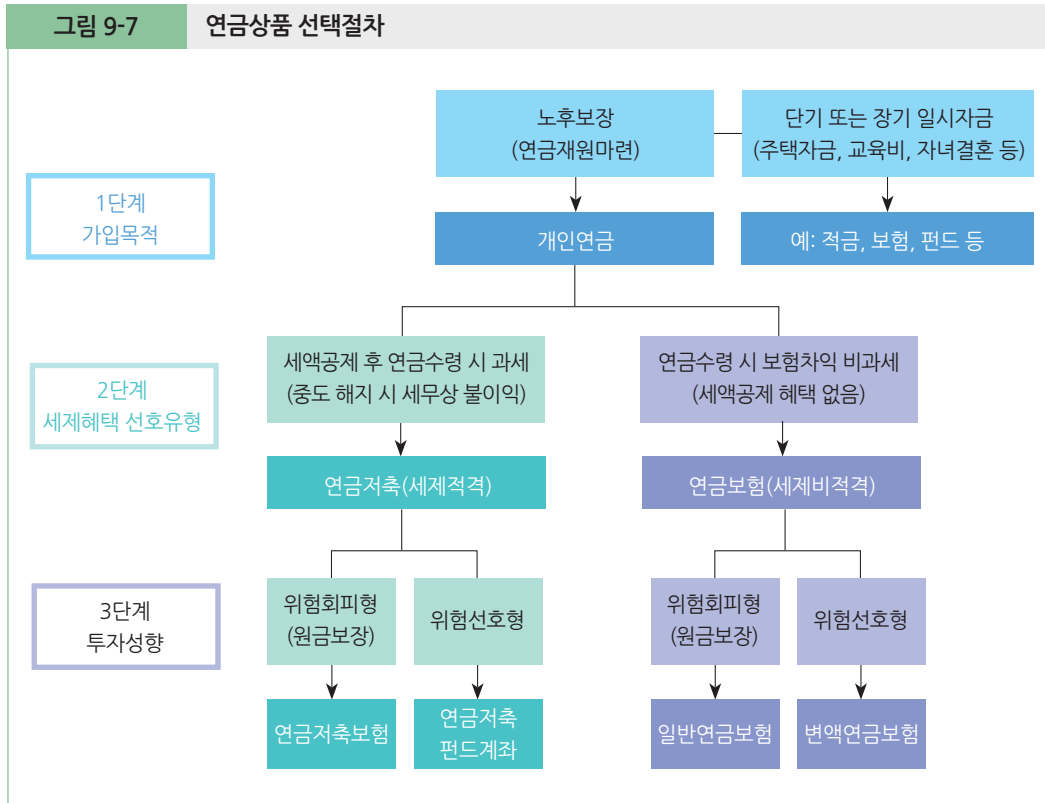 그림 9-7 연금상품 선택절차
노후보장
(연금재원마련)
단기 또는 장기 일시자금
(주택자금, 교육비, 자녀결혼 등)
1단계
가입목적
개인연금
예: 적금, 보험, 펀드 등
2단계
세제혜택 선호유형
세액공제 후 연금수령 시 과세
(중도 해지 시 세무상 불이익)
연금수령 시 보험차익 비과세
(세액공제 혜택 없음)
연금저축(세제적격)
연금보험(세제비적격)
3단계
투자성향
위험회피형
(원금보장)
위험선호형
위험회피형
(원금보장)
위험선호형
연금저축보험
연금저축
펀드계좌
일반연금보험
변액연금보험